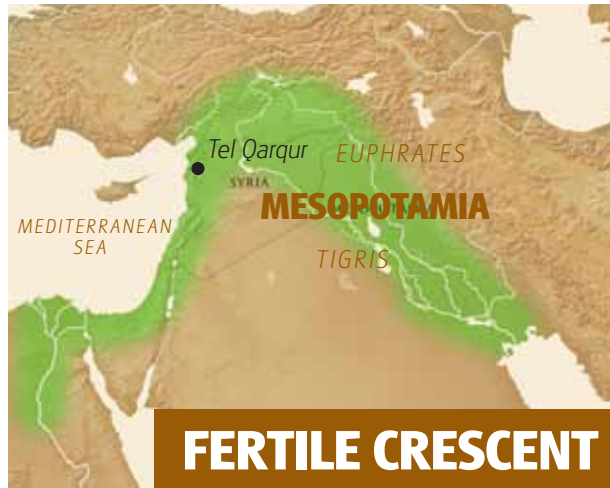 Tel Qarqur
EUPHRATES
SYRIA
MESOPOTAMIA
MEDITERRANEAN
SEA
TIGRIS
FERTILE CRESCENT